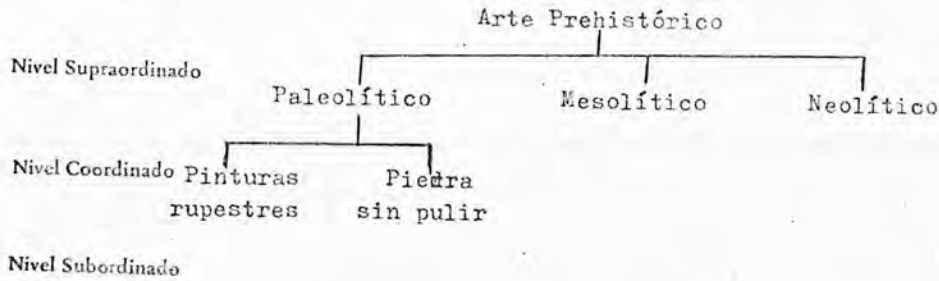 Arte Prehistórico
Nivel Supraordinado
Paleolítico Mesolítico Neolítico
Nivel Coordinado Pinturas Piedra
rupestres sin pulir
Nivel Subordinado